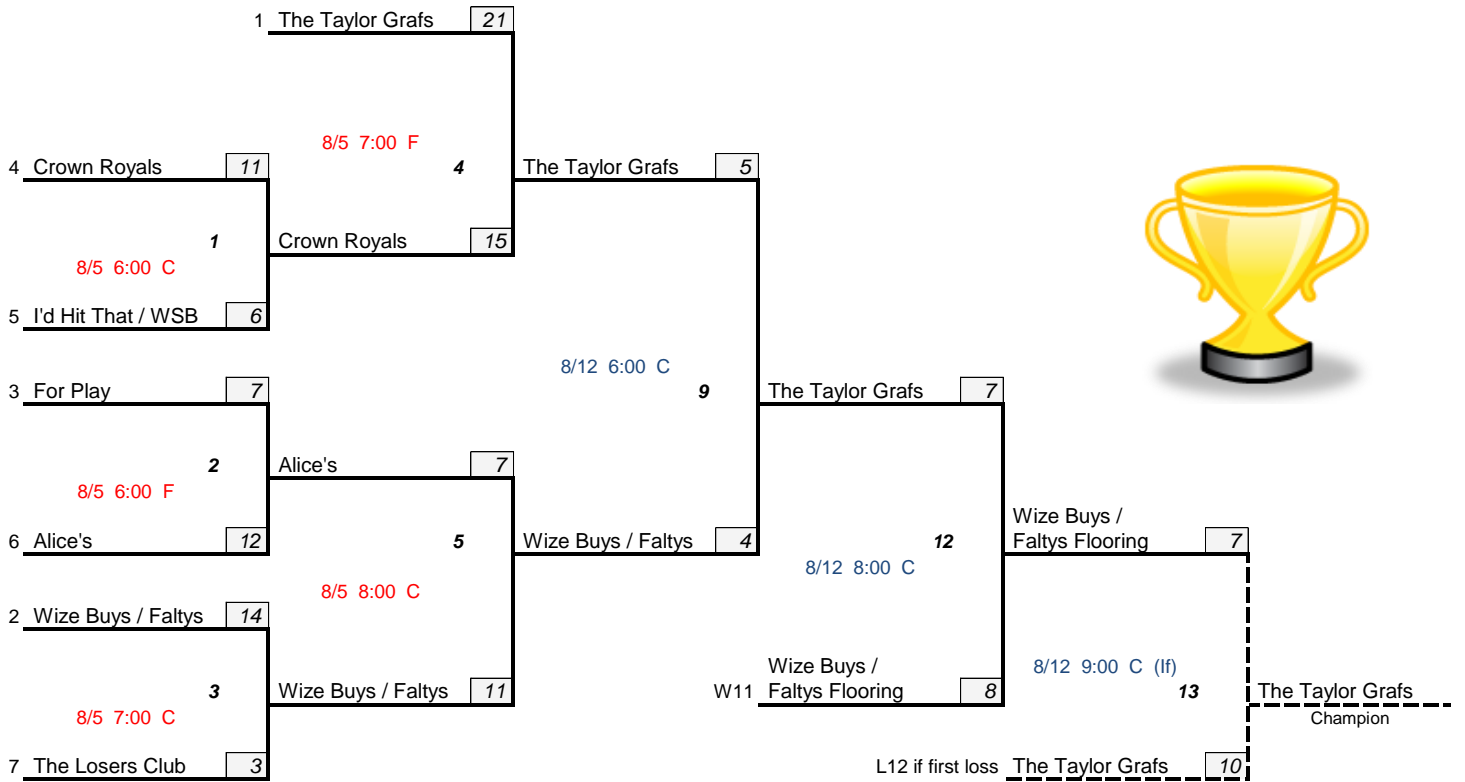 1 The Taylor Grafs 21
8/5 7:00 F
4 Crown Royals 11
4
The Taylor Grafs 5
1
Crown Royals 15
8/5 6:00 C
5 I'd Hit That / WSB 6
8/12 6:00 C
3 For Play 7
9
The Taylor Grafs 7
2
Alice's 7
8/5 6:00 F
Wize Buys /
6 Alice's 12
5
Wize Buys / Faltys 4
12
Faltys Flooring 7
8/12 8:00 C
8/5 8:00 C
2 Wize Buys / Faltys 14
Wize Buys /
8/12 9:00 C (If)
3
Wize Buys / Faltys 11
W11 Faltys Flooring 8
13
The Taylor Grafs
8/5 7:00 C
Champion
7 The Losers Club 3
L12 if first loss The Taylor Grafs 10